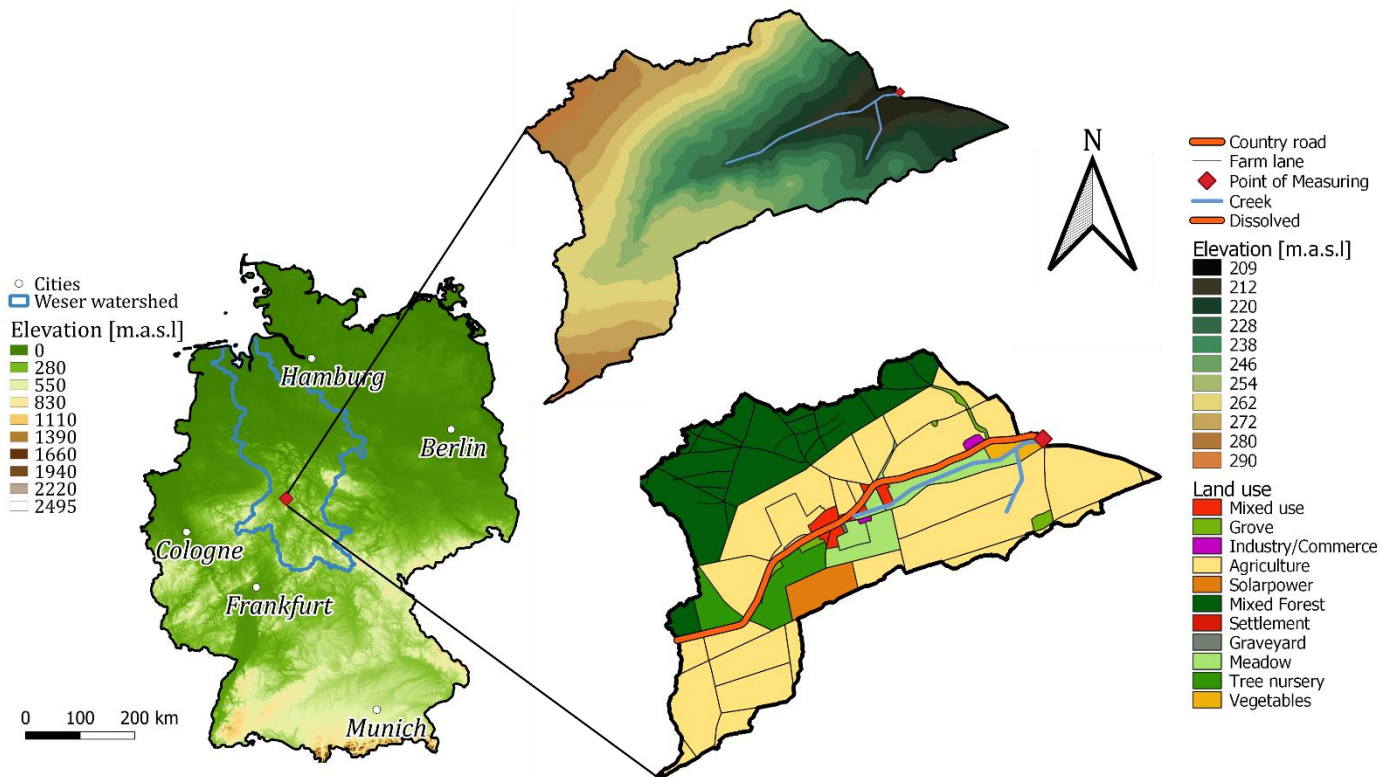 Cities
Weser watershed
Elevation [m.a.s.l]
0
280
550
830
1110
1390
1660
1940
2220
2495
Hamburg
Berlin
Cologne
Frankfurt
Munich
0 100 200 km
N
Country road
Farm lane
Point of Measuring
Creek
Dissolved
Elevation [m.a.s.l]
209
212
220
228
238
246
254
262
272
280
290
Land use
Mixed use
Grove
Industry/Commerce
Agriculture
Solarpower
Mixed Forest
Settlement
Graveyard
Meadow
Tree nursery
Vegetables